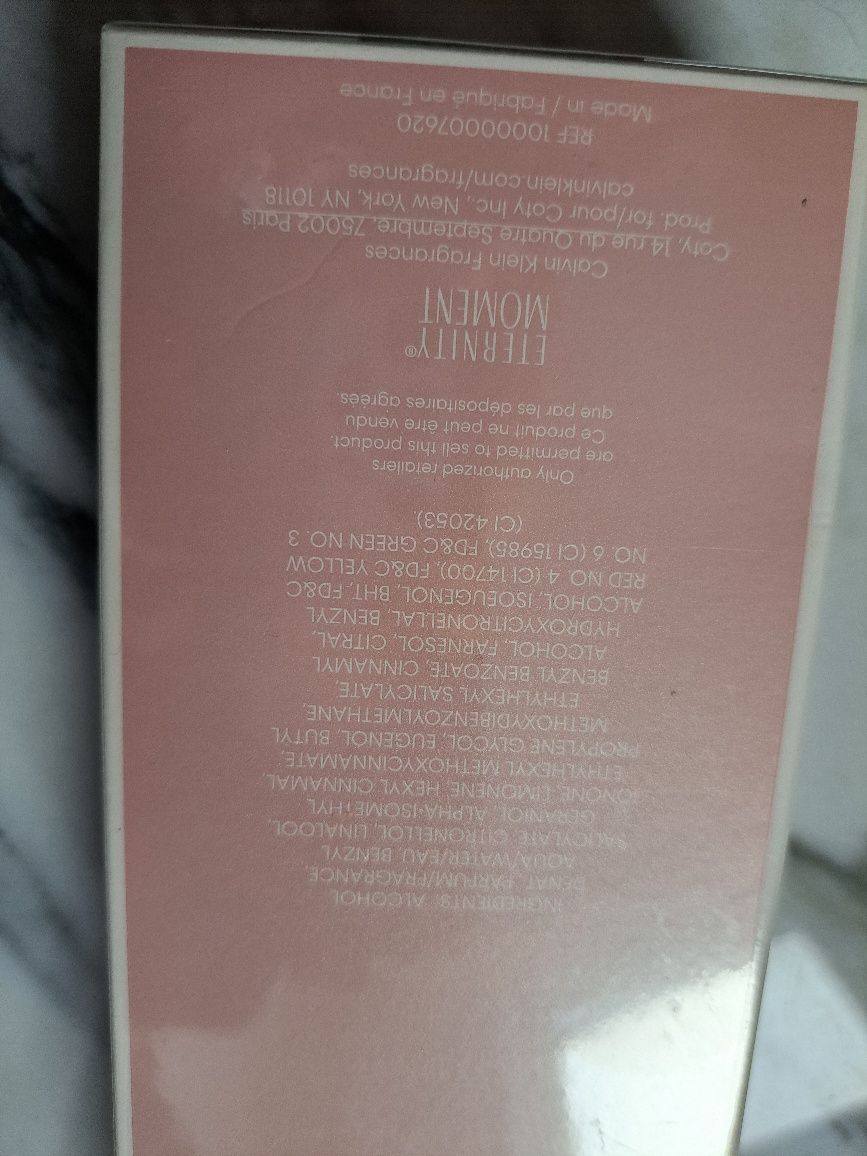 INGREDIENTS: ALCOHOL
DENAT, PARFUM/FRAGRANCE,
AQUA/WATER/EAU, BENZYL
SALICYLATE, CITRONELLOL, LINALOOL,
GERANIOL, ALPHA-ISOMETHYL
IONONE, LIMONENE, HEXYL CINNAMAL,
ETHYLHEXYL METHOXYCINNAMATE,
PROPYLENE GLYCOL, EUGENOL, BUTYL
METHOXYDIBENZOYLMETHANE,
ETHYLHEXYL SALICYLATE,
BENZYL BENZOATE, CINNAMYL
ALCOHOL, FARNESOL, CITRAL,
HYDROXYCITRONELLAL, BENZYL
ALCOHOL, ISOEUGENOL, BHT, FD&C
RED NO. 4 (CI 14700), FD&C YELLOW
NO. 6 (CI 15985), FD&C GREEN NO. 3
(CI 42053).
Only authorized retailers
are permitted to sell this product.
Ce produit ne peut être vendu
que par les dépositaires agréés.
ETERNITY®
MOMENT
Calvin Klein Fragrances
Coty, 14 rue du Quatre Septembre, 75002 Paris
Prod. for/pour Coty Inc., New York, NY 10118
calvinklein.com/fragrances
REF 10000007620
Made in / Fabriqué en France